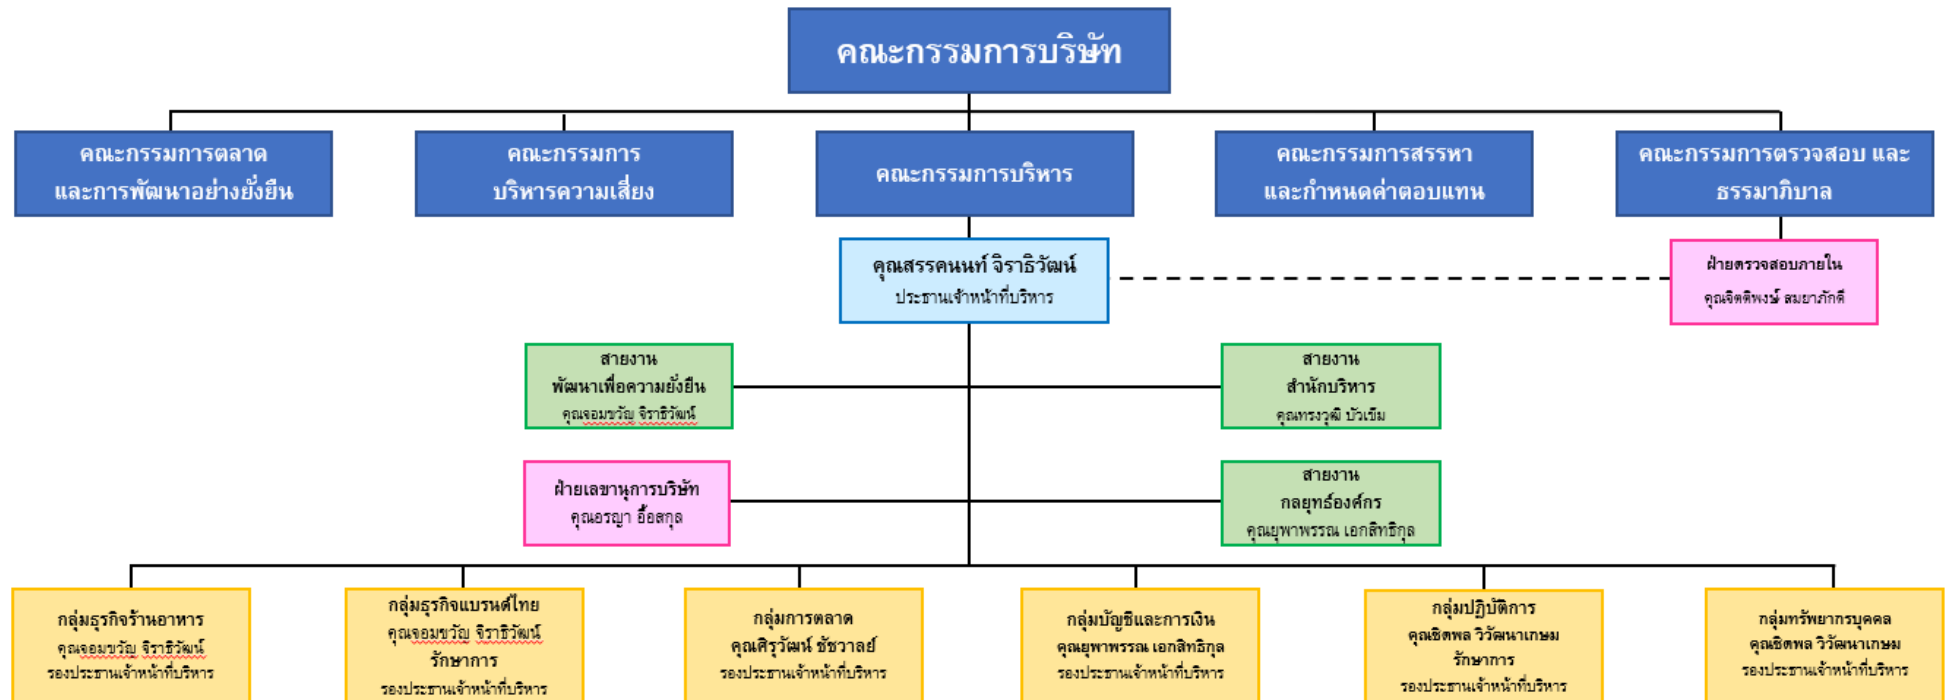 คณะกรรมการบริษัท
คณะกรรมการตลาด
และการพัฒนาอย่างยั่งยืน
คณะกรรมการ
บริหารความเสี่ยง
คณะกรรมการบริหาร
คณะกรรมการสรรหา
และกำหนดค่าตอบแทน
คณะกรรมการตรวจสอบ และ
ธรรมาภิบาล
คุณสรรคนนท์ จิราธิวัฒน์
ประธานเจ้าหน้าที่บริหาร
ฝ่ายตรวจสอบภายใน
คุณจิตติพงษ์ สมยาภักดี
สายงาน
พัฒนาเพื่อความยั่งยืน
คุณจอมขวัญ จิราธิวัฒน์
สายงาน
สำนักบริหาร
คุณทรงวุฒิ บัวเข็ม
ฝ่ายเลขานุการบริษัท
คุณอรญา อื้อสกุล
สายงาน
กลยุทธ์องค์กร
คุณยุพาพรรณ เอกสิทธิกุล
กลุ่มธุรกิจร้านอาหาร
คุณจอมขวัญ จิราธิวัฒน์
รองประธานเจ้าหน้าที่บริหาร
กลุ่มธุรกิจแบรนด์ไทย
คุณจอมขวัญ จิราธิวัฒน์
รักษาการ
รองประธานเจ้าหน้าที่บริหาร
กลุ่มการตลาด
คุณศิรุวัฒน์ ชัชวาลย์
รองประธานเจ้าหน้าที่บริหาร
กลุ่มบัญชีและการเงิน
คุณยุพาพรรณ เอกสิทธิกุล
รองประธานเจ้าหน้าที่บริหาร
กลุ่มปฏิบัติการ
คุณชิตพล วิวัฒนาเกษม
รักษาการ
รองประธานเจ้าหน้าที่บริหาร
กลุ่มทรัพยากรบุคคล
คุณชิตพล วิวัฒนาเกษม
รองประธานเจ้าหน้าที่บริหาร